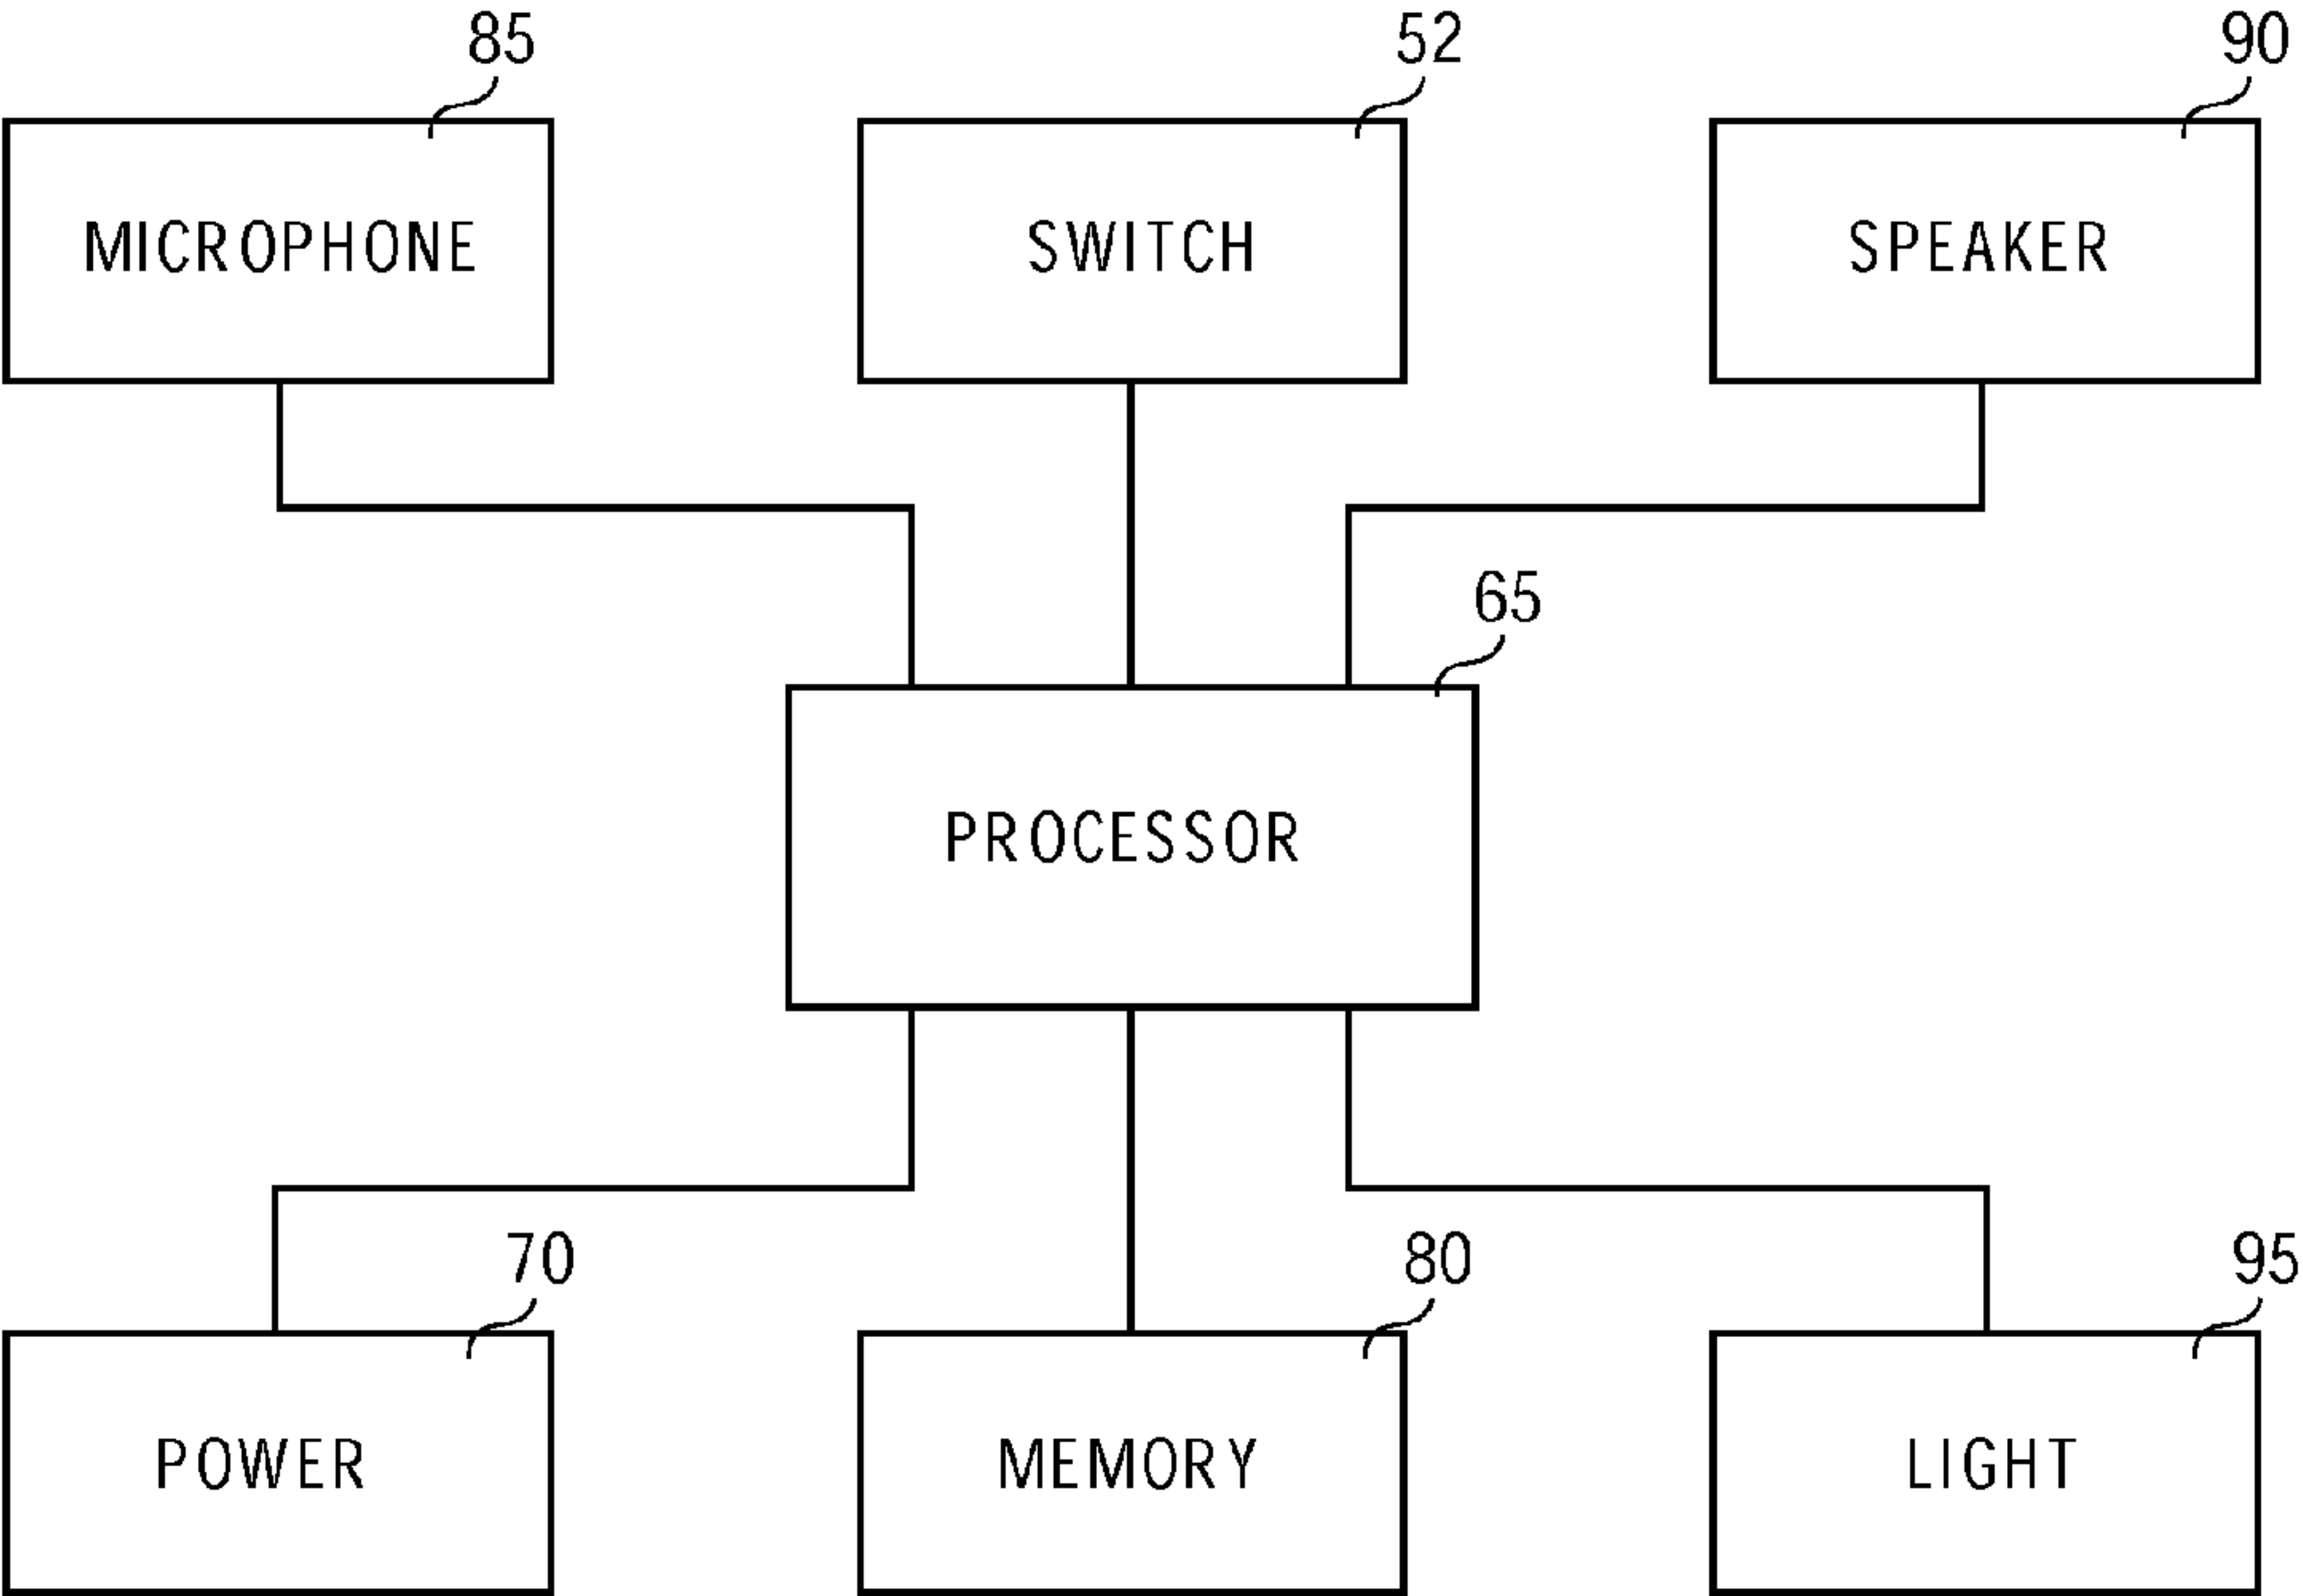 85
52
90
MICROPHONE
SWITCH
SPEAKER
65
PROCESSOR
70
80
95
POWER
MEMORY
LIGHT